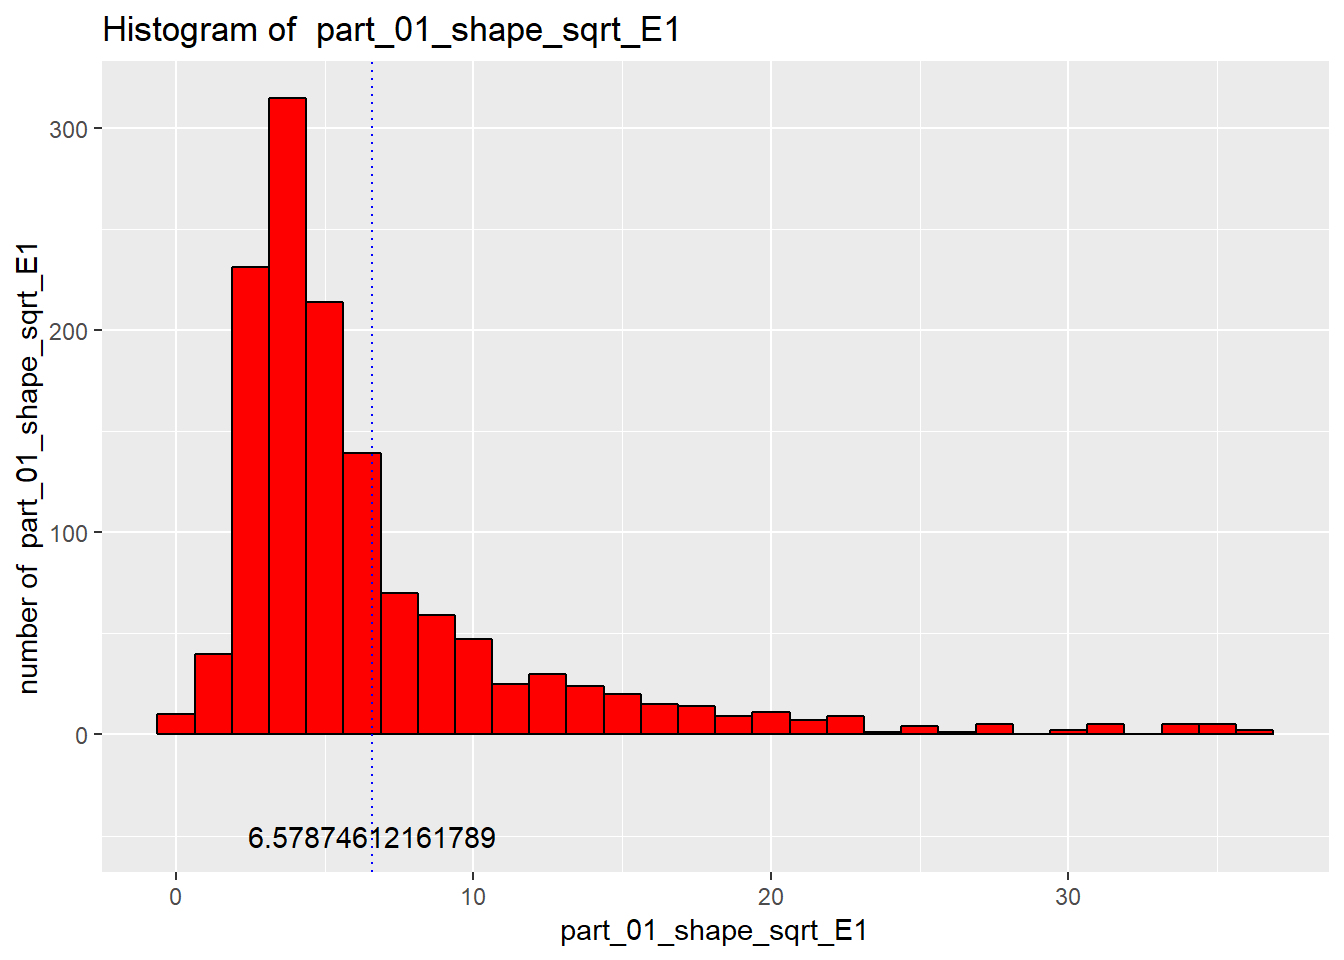 Histogram of  part_01_shape_sqrt_E1
number of  part_01_shape_sqrt_E1
300
200
100
0
6.57874612161789
0 10 20 30
part_01_shape_sqrt_E1